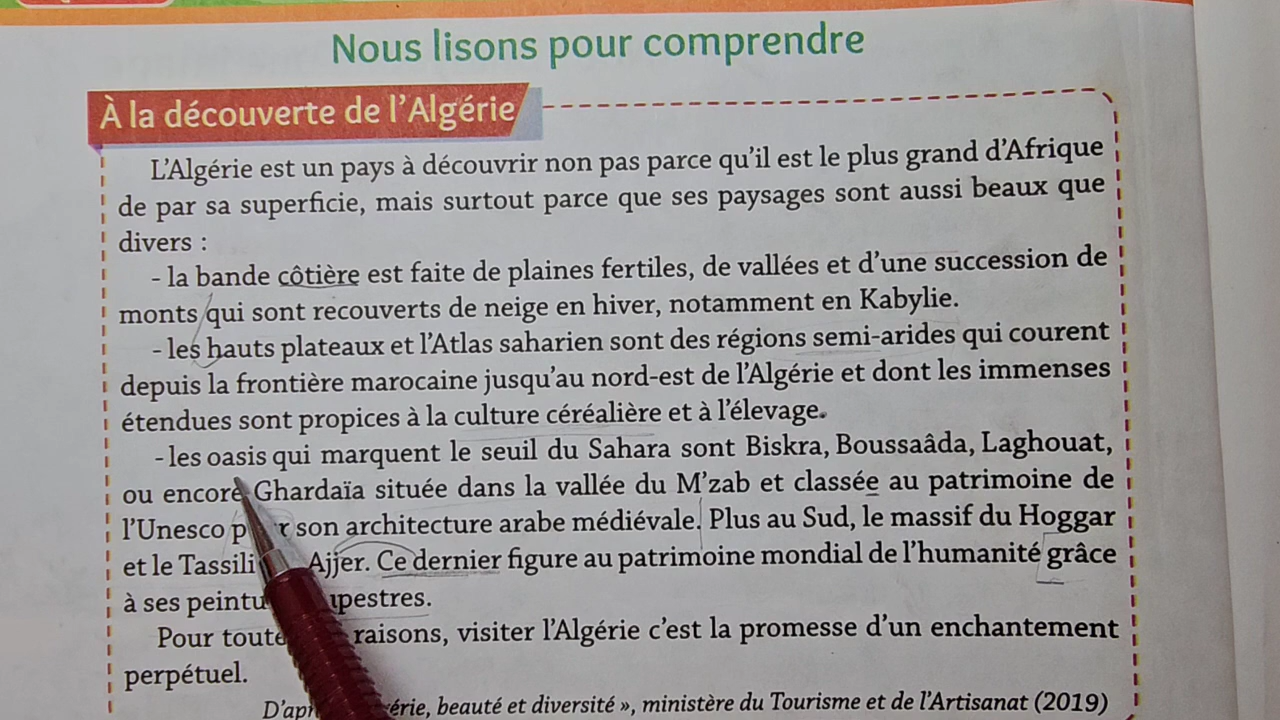 Nous lisons pour comprendre
À la découverte de l'Algérie
L'Algérie est un pays à découvrir non pas parce qu'il est le plus grand d'Afrique
de par sa superficie, mais surtout parce que ses paysages sont aussi beaux que
divers :
- la bande côtière est faite de plaines fertiles, de vallées et d'une succession de
monts qui sont recouverts de neige en hiver, notamment en Kabylie.
- les hauts plateaux et l'Atlas saharien sont des régions semi-arides qui courent
depuis la frontière marocaine jusqu'au nord-est de l'Algérie et dont les immenses
étendues sont propices à la culture céréalière et à l'élevage.
- les oasis qui marquent le seuil du Sahara sont Biskra, Boussaâda, Laghouat,
ou encore Ghardaïa située dans la vallée du M'zab et classée au patrimoine de
l'Unesco son architecture arabe médiévale. Plus au Sud, le massif du Hoggar
et le Tassili Ajjer. Ce dernier figure au patrimoine mondial de l'humanité grâce
à ses
Pour raisons, visiter l'Algérie c'est la promesse d'un enchantement
perpétuel.
beauté et diversité », ministère du Tourisme et de l'Artisanat (2019)